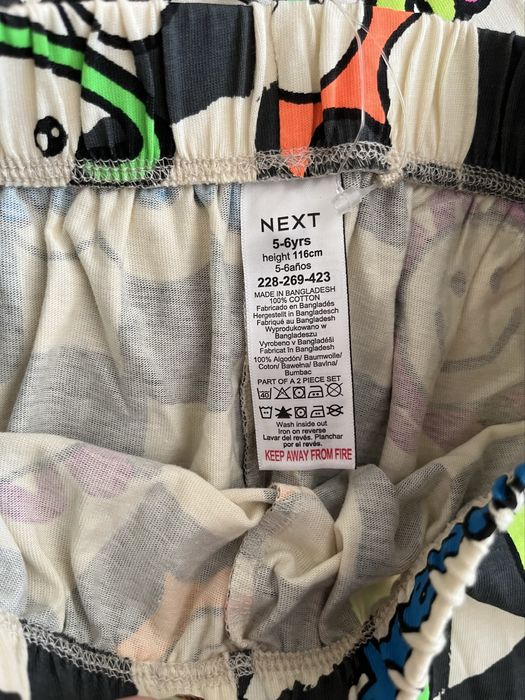 NEXT
5-6yrs
height 116cm
5-6años
228-269-423
MADE IN BANGLADESH
100% COTTON
Fabricado en Bangladés
Hergestellt in Bangladesch
Fabriqué au Bangladesh
Wyprodukowano w
Bangladeszu
Vyrobeno v Bangladéši
Fabricat în Bangladesh
100% Algodón/ Baumwolle/
Coton/ Bawełna/ Bavlna/
Bumbac
PART OF A 2 PIECE SET
40
Wash inside out
Iron on reverse
Lavar del revés. Planchar
por el revés.
KEEP AWAY FROM FIRE